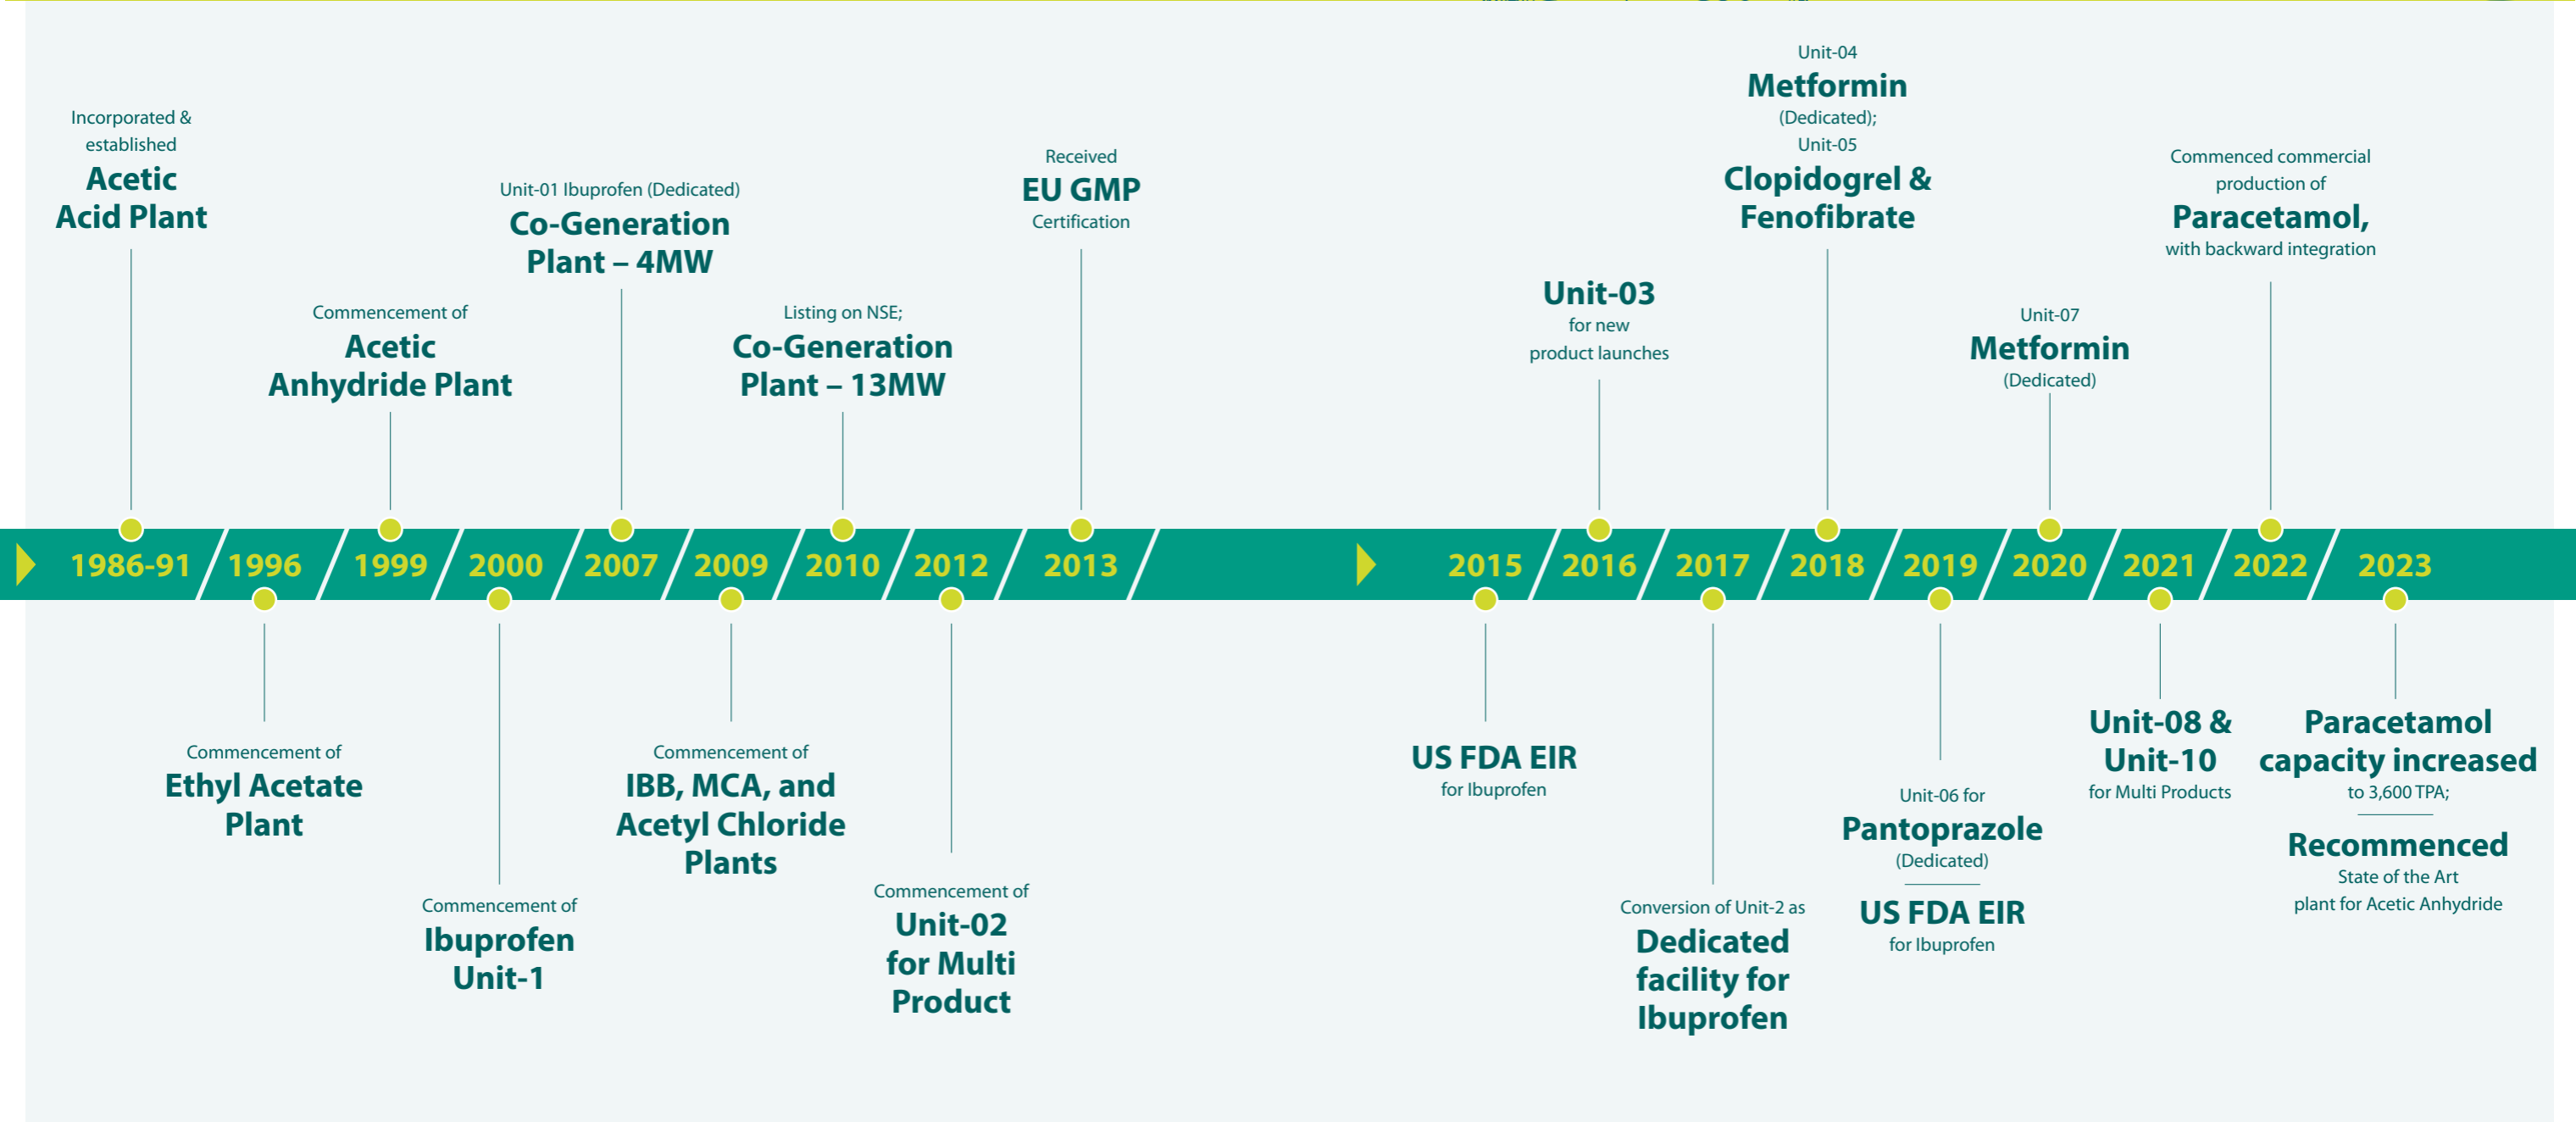 Incorporated &
established
Acetic
Acid Plant
Commencement of
Acetic
Anhydride Plant
Unit-01 Ibuprofen (Dedicated)
Co-Generation
Plant – 4MW
Listing on NSE;
Co-Generation
Plant – 13MW
Received
EU GMP
Certification
Unit-03
for new
product launches
Unit-04
Metformin
(Dedicated);
Unit-05
Clopidogrel &
Fenofibrate
Unit-07
Metformin
(Dedicated)
Commenced commercial
production of
Paracetamol,
with backward integration
1986-91 1996 1999 2000 2007 2009 2010 2012 2013 2015 2016 2017 2018 2019 2020 2021 2022 2023
Commencement of
Ethyl Acetate
Plant
Commencement of
Ibuprofen
Unit-1
Commencement of
IBB, MCA, and
Acetyl Chloride
Plants
Commencement of
Unit-02
for Multi
Product
US FDA EIR
for Ibuprofen
Conversion of Unit-2 as
Dedicated
facility for
Ibuprofen
Unit-06 for
Pantoprazole
(Dedicated)
US FDA EIR
for Ibuprofen
Unit-08 &
Unit-10
for Multi Products
Paracetamol
capacity increased
to 3,600 TPA;
Recommenced
State of the Art
plant for Acetic Anhydride